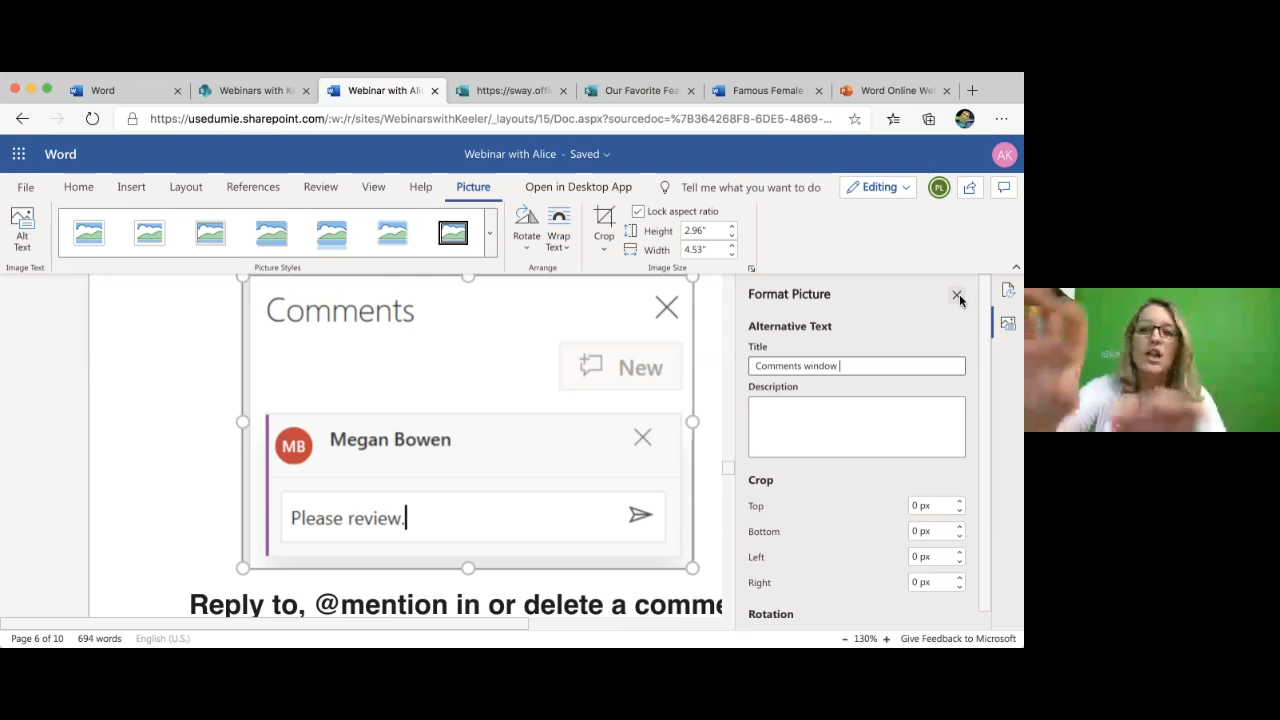 Word
Webinars with K
Webinar with Ali
https://sway.offi
Our Favorite Fea
Famous Female
Word Online We
https://usedumie.sharepoint.com/:w:/r/sites/WebinarswithKeeler/_layouts/15/Doc.aspx?sourcedoc=%7B364268F8-6DE5-4869-...
Word
Webinar with Alice - Saved
AK
File Home Insert Layout References Review View Help Picture Open in Desktop App Tell me what you want to do Editing PL
Alt Text
Rotate
Wrap Text
Crop
Lock aspect ratio
Height 2.96"
Width 4.53"
Image Text Picture Styles Arrange Image Size
Comments
New
MB Megan Bowen
Please review.
Reply to, @mention in or delete a comme
Format Picture
Alternative Text
Title
Comments window
Description
Crop
Top 0 px
Bottom 0 px
Left 0 px
Right 0 px
Rotation
Page 6 of 10 694 words English (U.S.) - 130% + Give Feedback to Microsoft